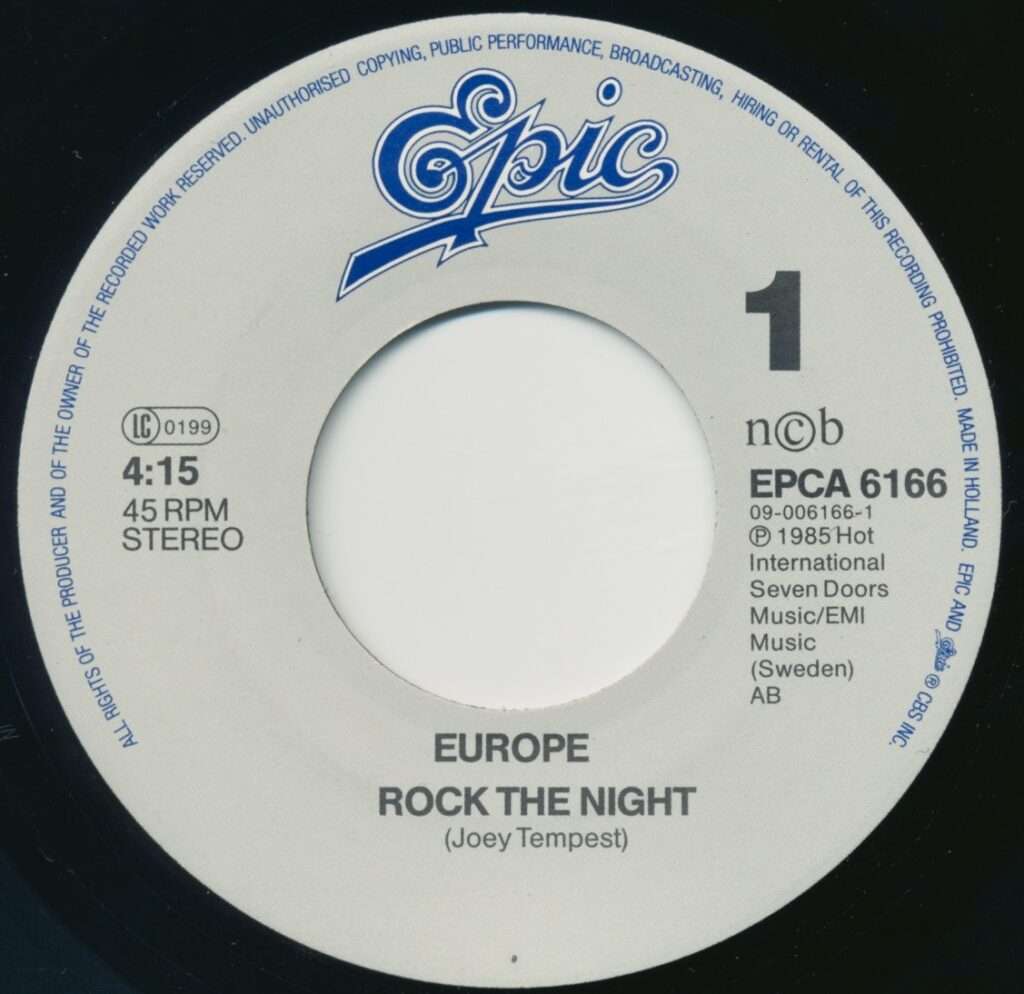 ALL RIGHTS OF THE PRODUCER AND OF THE OWNER OF THE RECORDED WORK RESERVED. UNAUTHORISED COPYING, PUBLIC PERFORMANCE, BROADCASTING, HIRING OR RENTAL OF THIS RECORDING PROHIBITED. MADE IN HOLLAND. EPIC AND Epic ® CBS INC.
Epic
1
LC 0199
4:15
45 RPM
STEREO
n©b
EPCA 6166
09-006166-1
℗ 1985 Hot
International
Seven Doors
Music/EMI
Music
(Sweden)
AB
EUROPE
ROCK THE NIGHT
(Joey Tempest)